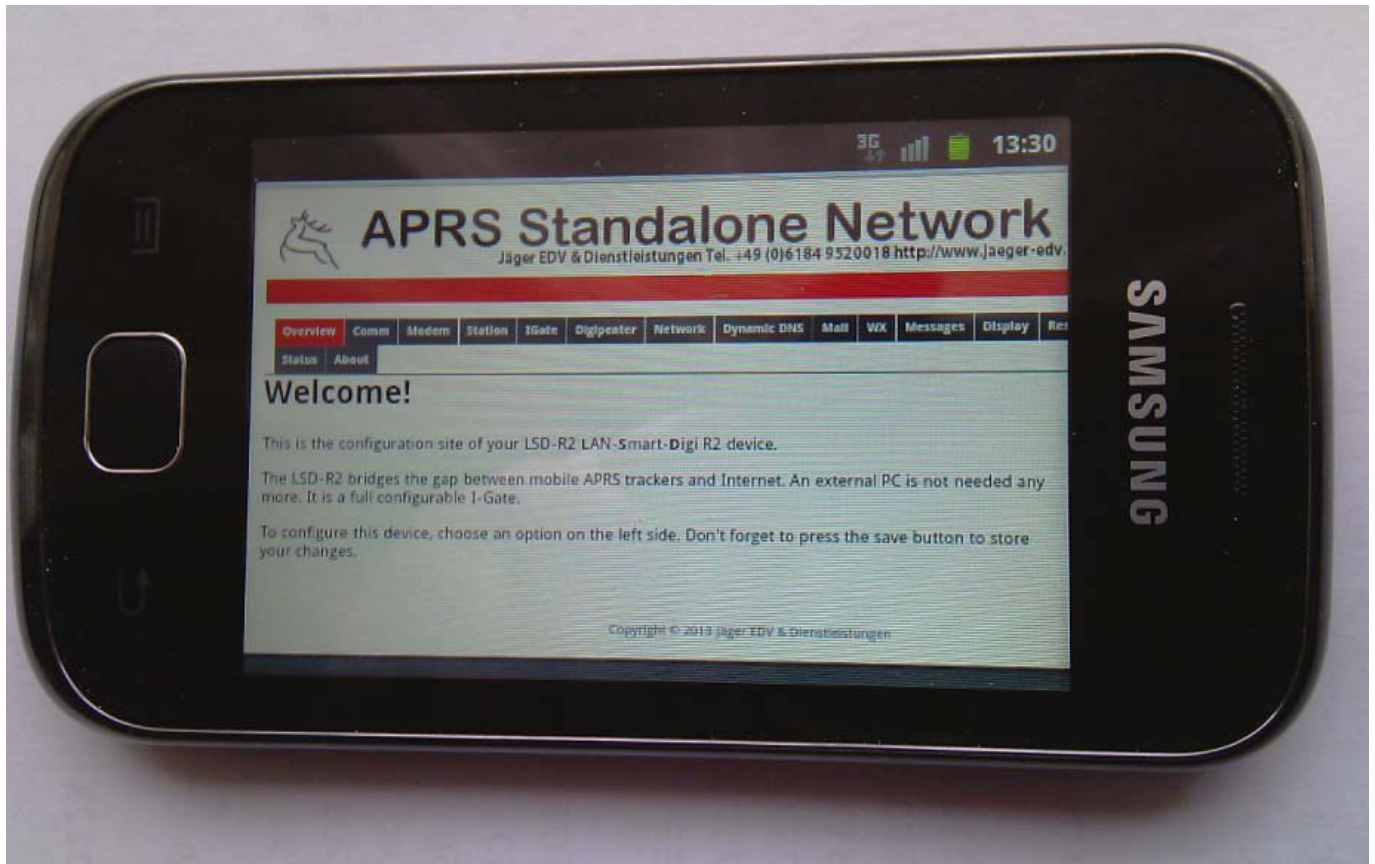 3G 13:30
APRS Standalone Network
Jäger EDV & Dienstleistungen Tel. +49 (0)6184 9520018 http://www.jaeger-edv.
Overview Comm Modem Station IGate Digipeater Network Dynamic DNS Mail WX Messages Display Res
Status About
Welcome!
This is the configuration site of your LSD-R2 LAN-Smart-Digi R2 device.
The LSD-R2 bridges the gap between mobile APRS trackers and Internet. An external PC is not needed any
more. It is a full configurable I-Gate.
To configure this device, choose an option on the left side. Don't forget to press the save button to store
your changes.
Copyright © 2013 Jäger EDV & Dienstleistungen
SAMSUNG